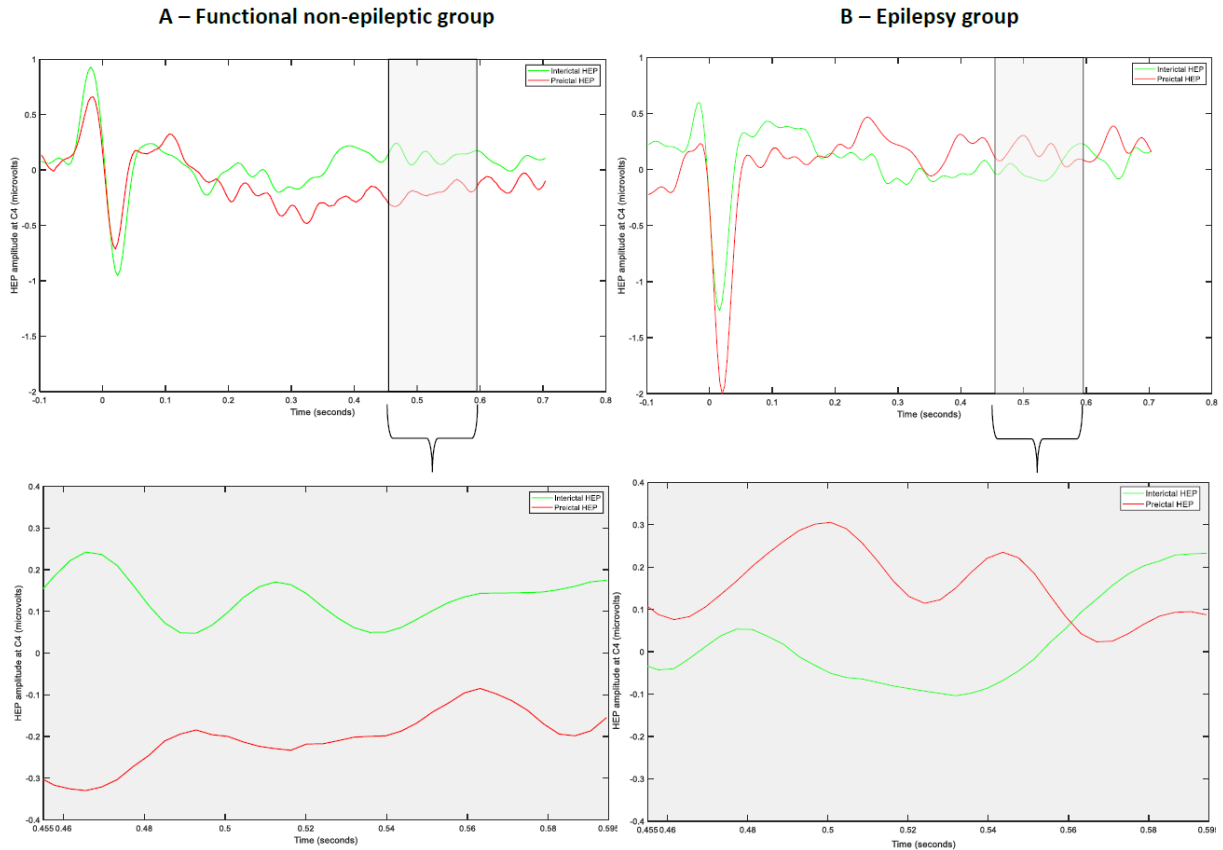 A – Functional non-epileptic group
B – Epilepsy group
HEP amplitude at C4 (microvolts)
1
0.5
0
-0.5
-1
-1.5
-2
Interictal HEP
Preictal HEP
-0.1 0 0.1 0.2 0.3 0.4 0.5 0.6 0.7 0.8
Time (seconds)
HEP amplitude at C4 (microvolts)
1
0.5
0
-0.5
-1
-1.5
-2
Interictal HEP
Preictal HEP
-0.1 0 0.1 0.2 0.3 0.4 0.5 0.6 0.7 0.8
Time (seconds)
HEP amplitude at C4 (microvolts)
0.4
0.3
0.2
0.1
0
-0.1
-0.2
-0.3
-0.4
Interictal HEP
Preictal HEP
0.455 0.46 0.48 0.5 0.52 0.54 0.56 0.58 0.595
Time (seconds)
HEP amplitude at C4 (microvolts)
0.4
0.3
0.2
0.1
0
-0.1
-0.2
-0.3
-0.4
Interictal HEP
Preictal HEP
0.455 0.46 0.48 0.5 0.52 0.54 0.56 0.58 0.595
Time (seconds)